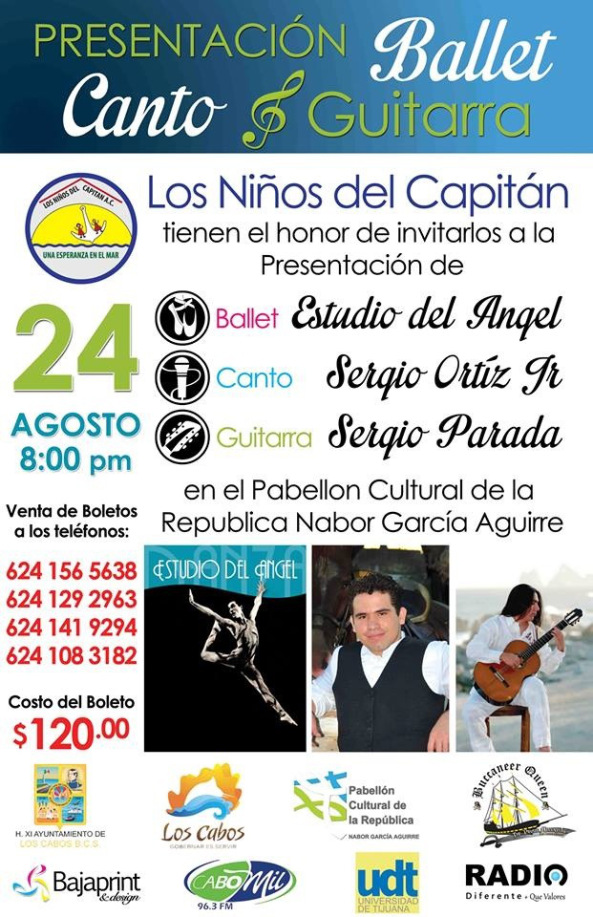 PRESENTACIÓN Ballet
Canto & Guitarra
LOS NIÑOS DEL CAPITAN A.C.
UNA ESPERANZA EN EL MAR
Los Niños del Capitán
tienen el honor de invitarlos a la
Presentación de
24
AGOSTO
8:00 pm
Ballet Estudio del Angel
Canto Sergio Ortíz Jr
Guitarra Sergio Parada
en el Pabellon Cultural de la
Republica Nabor García Aguirre
Venta de Boletos
a los teléfonos:
624 156 5638
624 129 2963
624 141 9294
624 108 3182
Costo del Boleto
$120.00
ESTUDIO DEL ANGEL
H. XI AYUNTAMIENTO DE
LOS CABOS B.C.S.
Los Cabos
GOBERNAR ES SERVIR
Pabellón
Cultural de
la República
NABOR GARCÍA AGUIRRE
Buccaneer Queen
Bajaprint
& design
CABO Mil
96.3 FM
udt
UNIVERSIDAD
DE TIJUANA
RADIO
Diferente • Que Valores